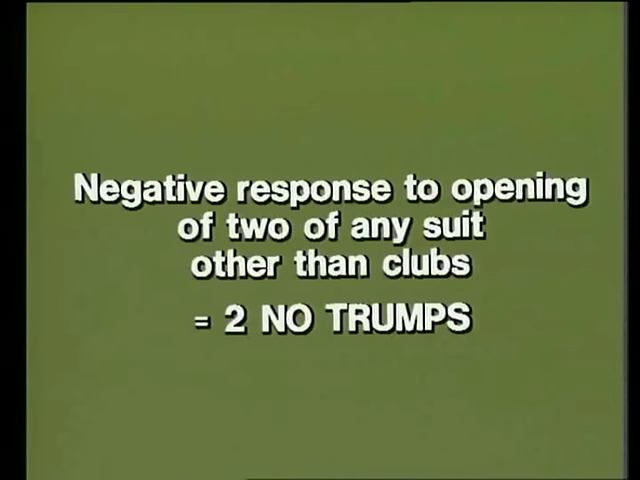 Negative response to opening
of two of any suit
other than clubs
= 2 NO TRUMPS